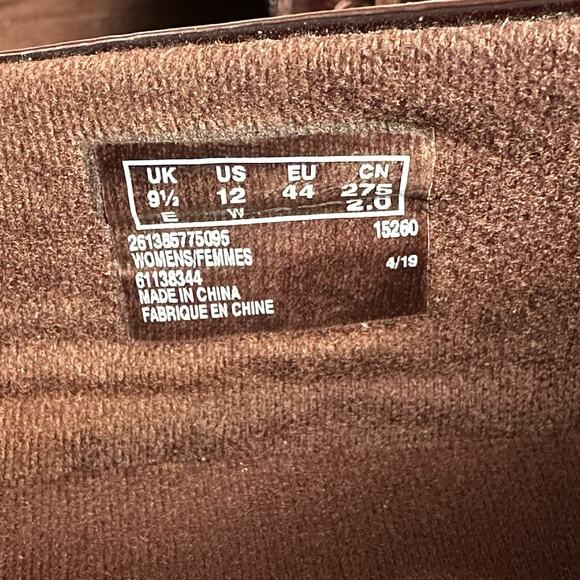 UK US EU CN
9½ 12 44 275
E W 2.0
261385775095 15260
WOMENS/FEMMES 4/19
61138344
MADE IN CHINA
FABRIQUE EN CHINE